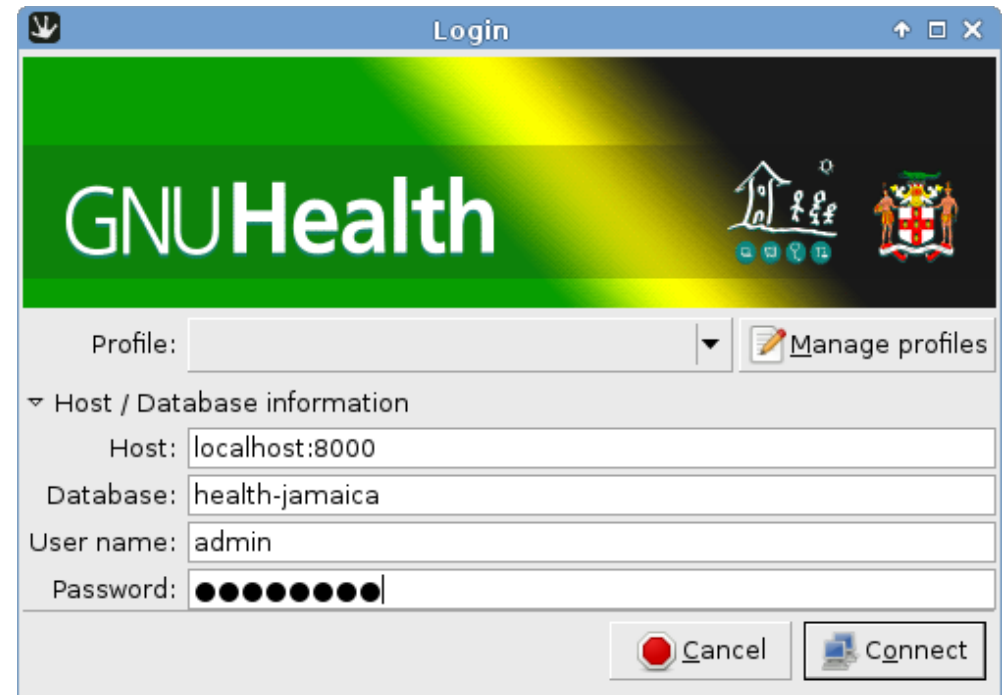 Login
GNUHealth
Profile:
Manage profiles
Host / Database information
Host: localhost:8000
Database: health-jamaica
User name: admin
Password: ●●●●●●●●
Cancel
Connect